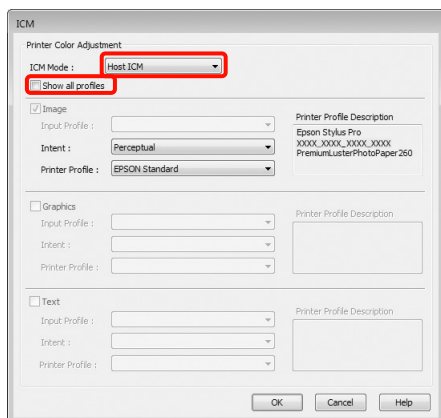 ICM
Printer Color Adjustment
ICM Mode : Host ICM
Show all profiles
Image
Input Profile :
Intent : Perceptual
Printer Profile : EPSON Standard
Printer Profile Description
Epson Stylus Pro
XXXX_XXXX_XXXX_XXXX
PremiumLusterPhotoPaper260
Graphics
Input Profile :
Intent :
Printer Profile :
Printer Profile Description
Text
Input Profile :
Intent :
Printer Profile :
Printer Profile Description
OK Cancel Help